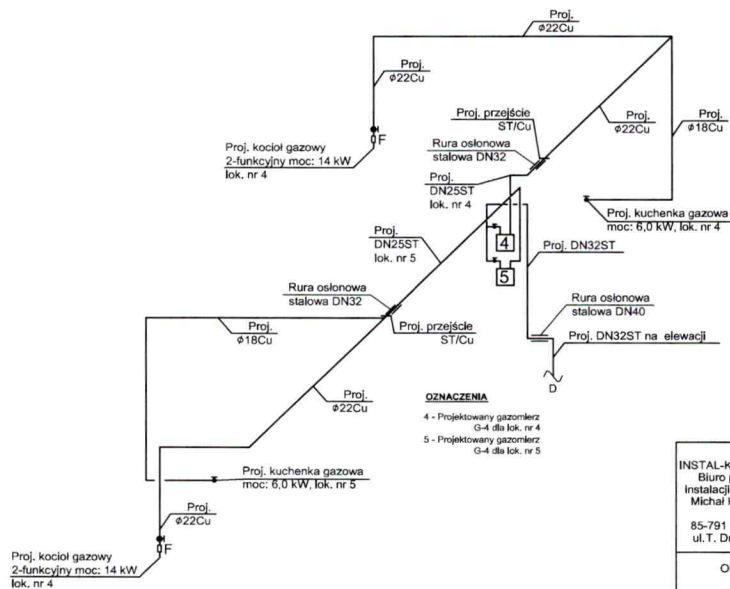 Proj.
ϕ22Cu
Proj.
ϕ22Cu
Proj. przejście
ST/Cu
Proj.
ϕ22Cu
Proj.
ϕ18Cu
F
Proj. kocioł gazowy
2-funkcyjny moc: 14 kW
lok. nr 4
Rura osłonowa
stalowa DN32
Proj.
DN25ST
lok. nr 4
Proj. kuchenka gazowa
moc: 6,0 kW, lok. nr 4
Proj.
DN25ST
lok. nr 5
4
5
Proj. DN32ST
Rura osłonowa
stalowa DN32
Rura osłonowa
stalowa DN40
Proj.
ϕ18Cu
Proj. przejście
ST/Cu
Proj. DN32ST na elewacji
D
Proj.
ϕ22Cu
OZNACZENIA
4 - Projektowany gazomierz
G-4 dla lok. nr 4
5 - Projektowany gazomierz
G-4 dla lok. nr 5
Proj. kuchenka gazowa
moc: 6,0 kW, lok. nr 5
Proj.
ϕ22Cu
F
Proj. kocioł gazowy
2-funkcyjny moc: 14 kW
lok. nr 4
INSTAL-K
Biuro
Instalacji
Michał
85-791
ul. T. D